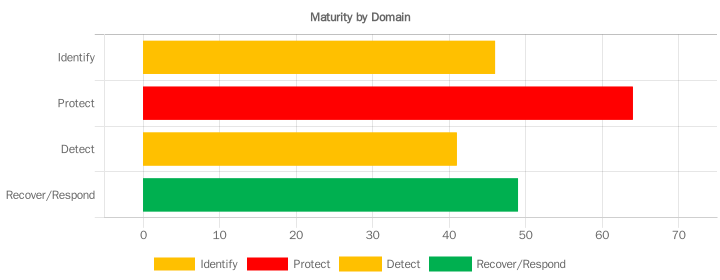 Maturity by Domain
Identify
Protect
Detect
Recover/Respond
0 10 20 30 40 50 60 70
Identify Protect Detect Recover/Respond